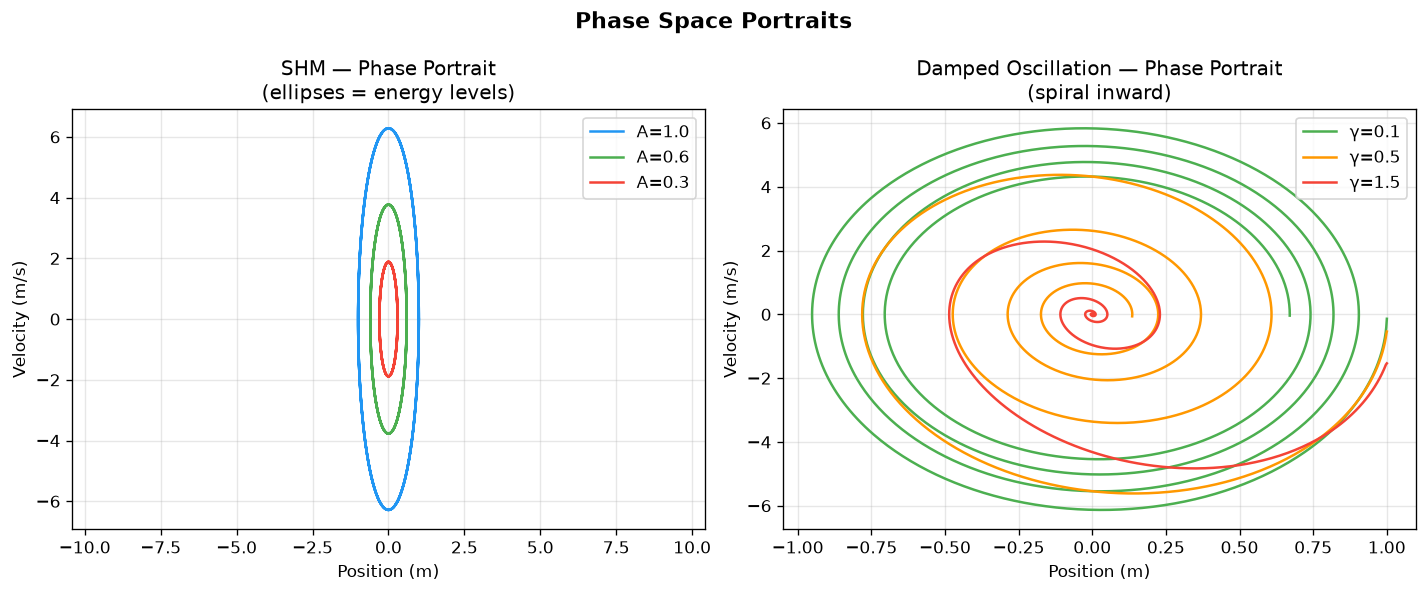 Phase Space Portraits
SHM — Phase Portrait
(ellipses = energy levels)
A=1.0
A=0.6
A=0.3
6
4
2
0
−2
−4
−6
Velocity (m/s)
−10.0 −7.5 −5.0 −2.5 0.0 2.5 5.0 7.5 10.0
Position (m)
Damped Oscillation — Phase Portrait
(spiral inward)
γ=0.1
γ=0.5
γ=1.5
6
4
2
0
−2
−4
−6
Velocity (m/s)
−1.00 −0.75 −0.50 −0.25 0.00 0.25 0.50 0.75 1.00
Position (m)